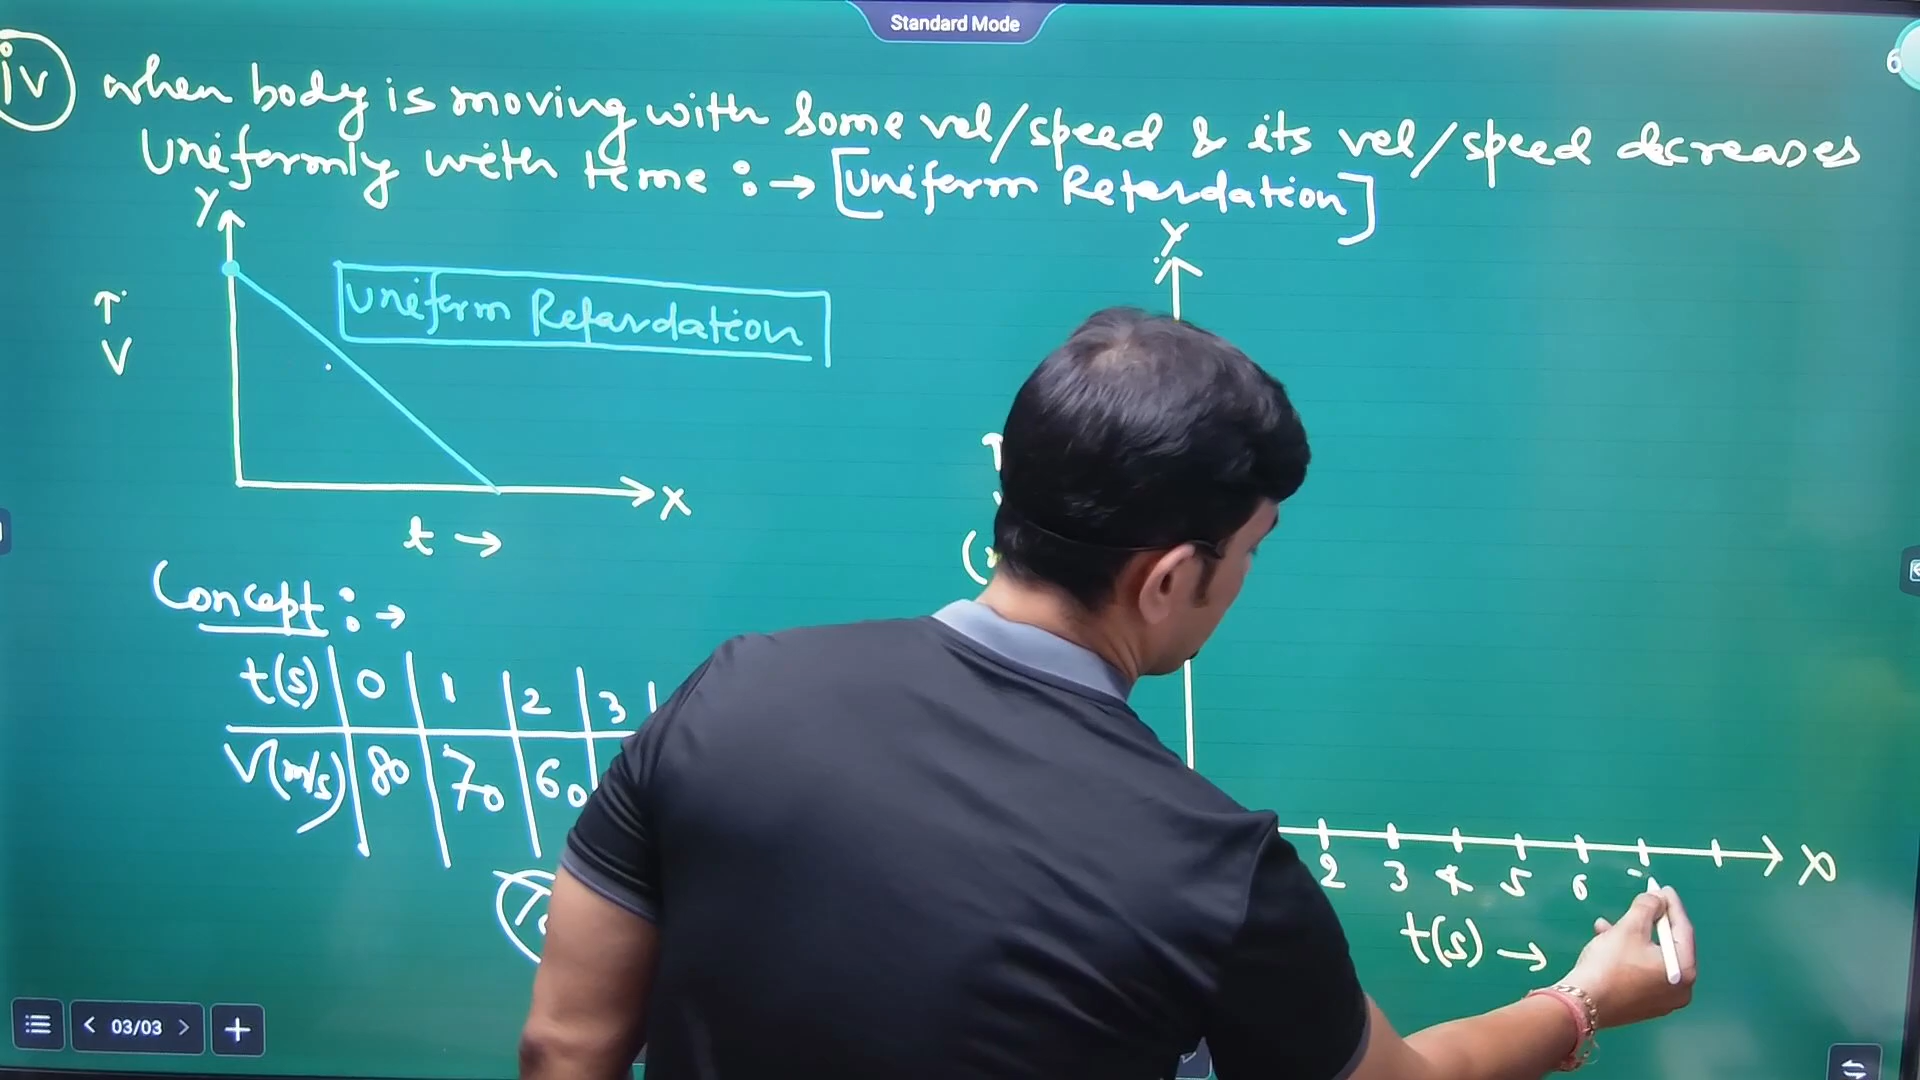 Standard Mode
6
iv when body is moving with some vel/speed & its vel/speed decreases
Uniformly with time :→ [Uniform Retardation]
Y
Y
Uniform Retardation
↑
V
X
t →
Concept :→
t(s) 0 1 2 3
V(m/s) 80 70 60
2 3 4 5 6
X
t(s) →
03/03